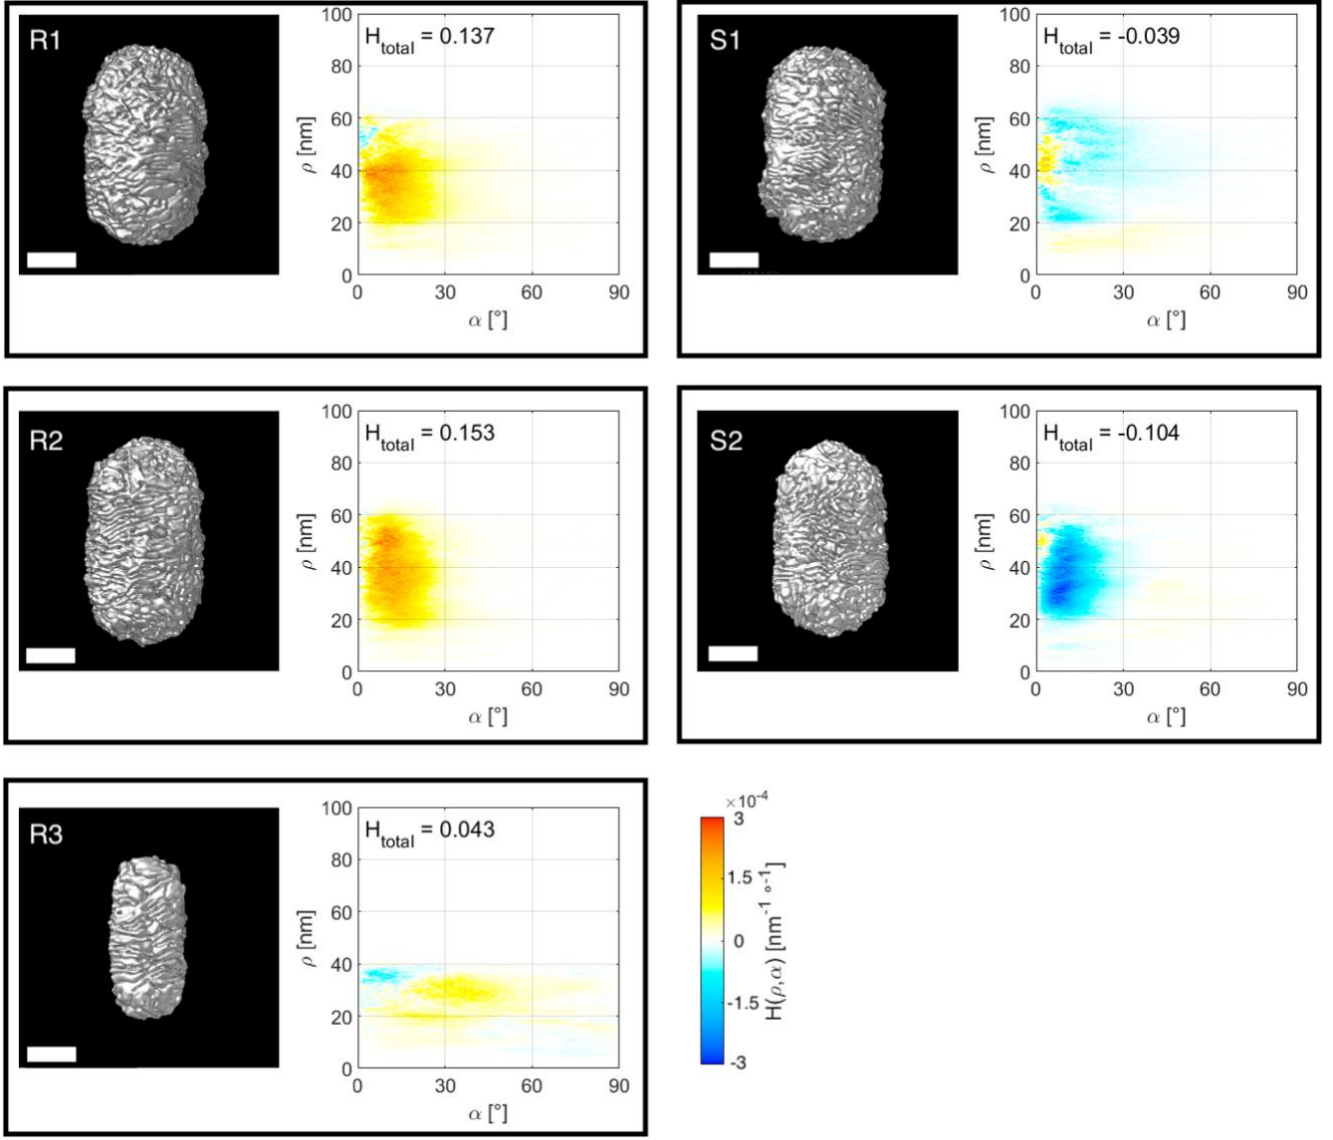 R1
H_total = 0.137
100
80
60
40
20
0
ρ [nm]
0 30 60 90
α [°]
S1
H_total = -0.039
100
80
60
40
20
0
ρ [nm]
0 30 60 90
α [°]
R2
H_total = 0.153
100
80
60
40
20
0
ρ [nm]
0 30 60 90
α [°]
S2
H_total = -0.104
100
80
60
40
20
0
ρ [nm]
0 30 60 90
α [°]
R3
H_total = 0.043
100
80
60
40
20
0
ρ [nm]
0 30 60 90
α [°]
×10⁻⁴
3
1.5
0
-1.5
-3
H(ρ,α) [nm⁻¹ °⁻¹]